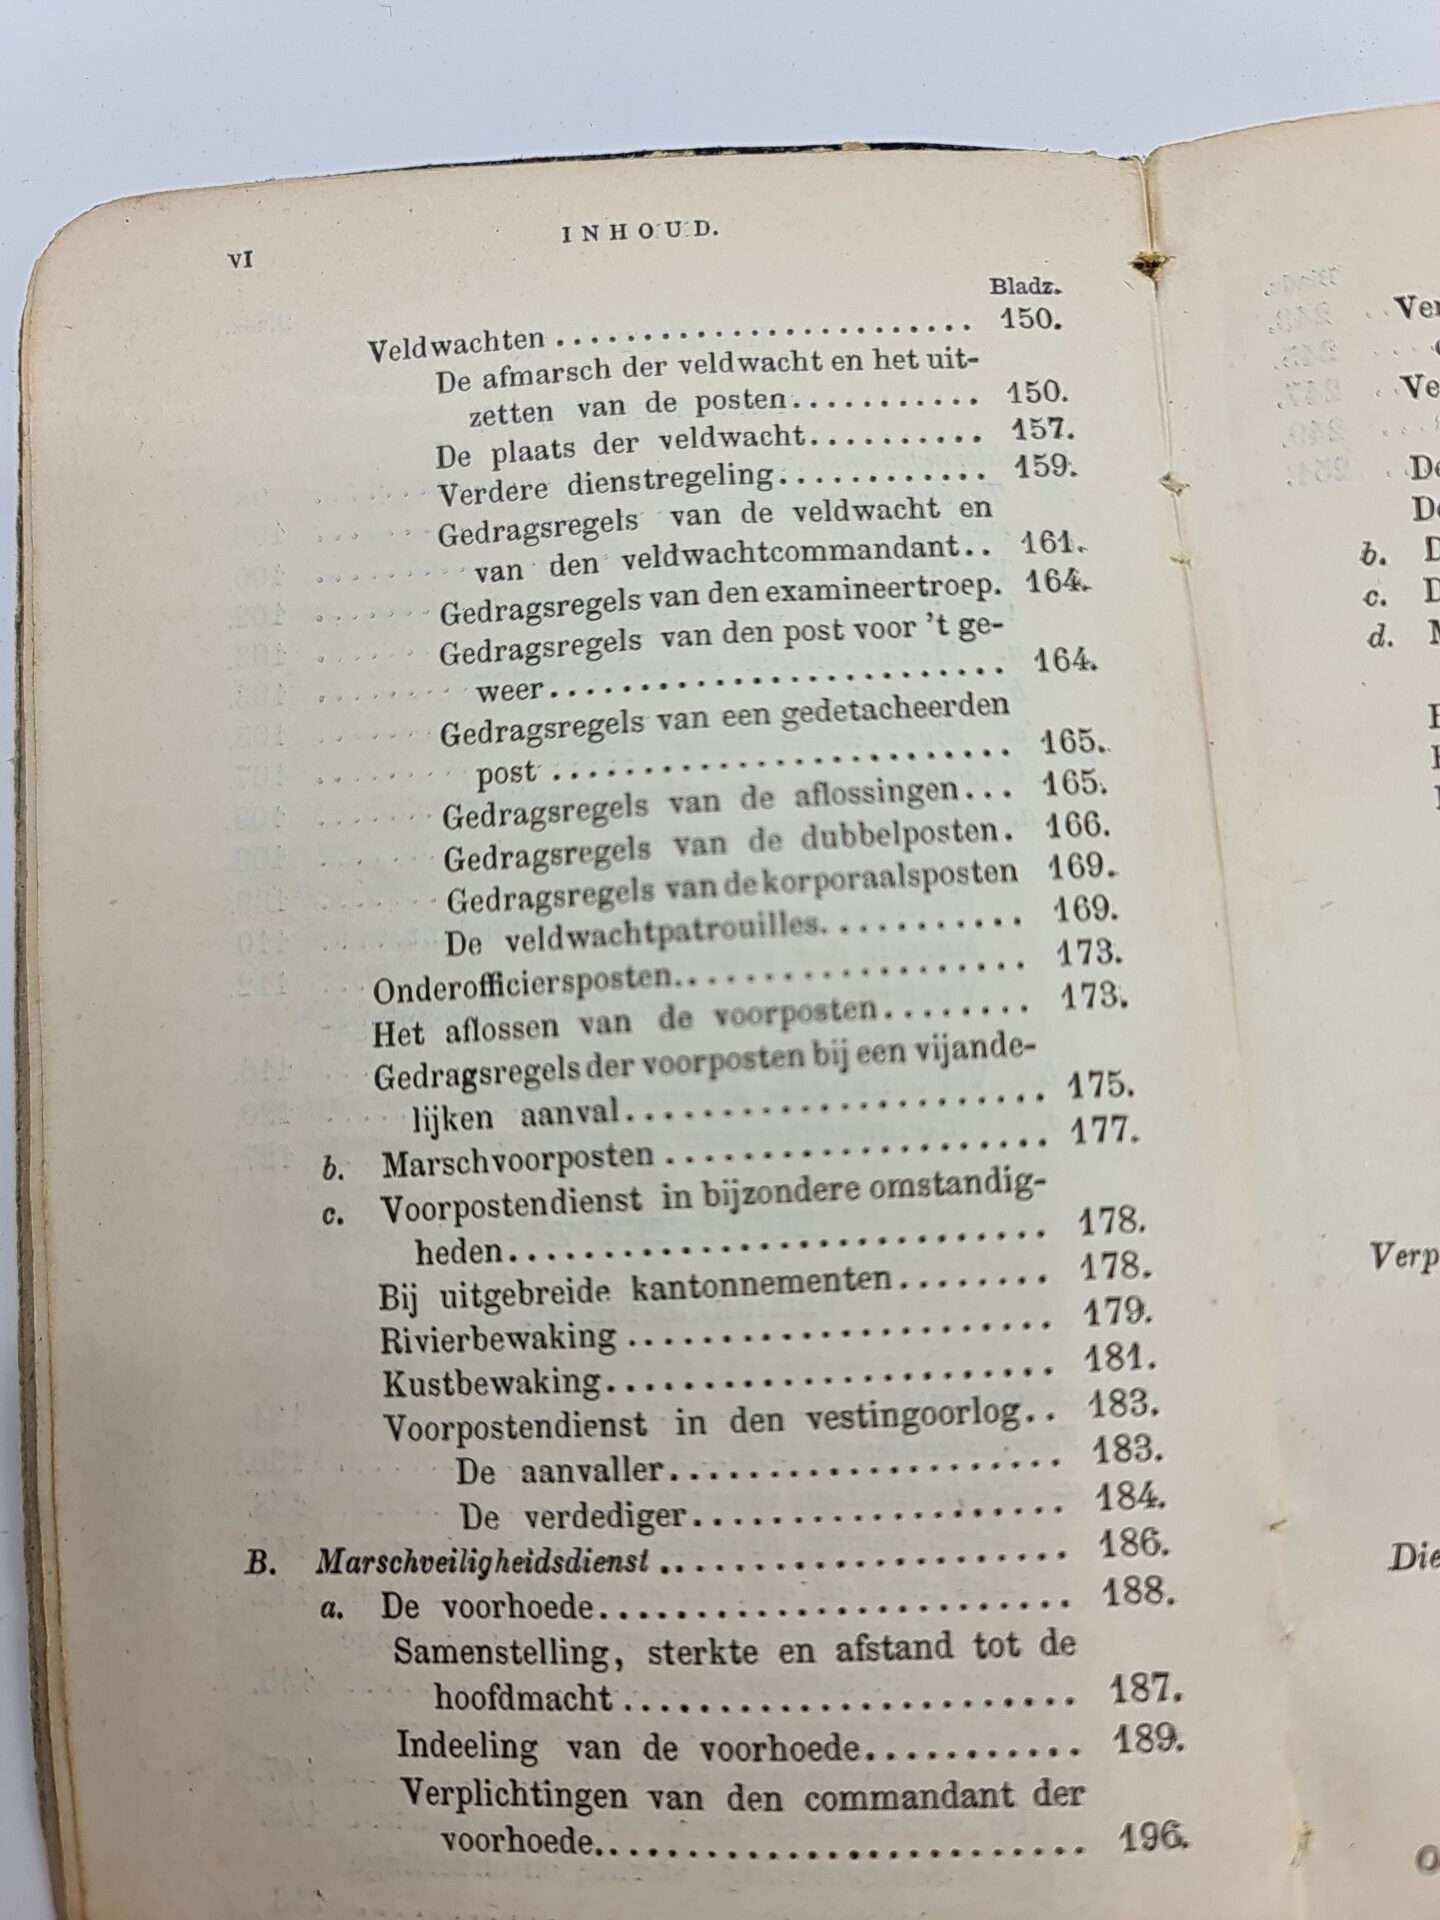 VI
INHOUD.
Bladz.
Veldwachten ........................ 150.
De afmarsch der veldwacht en het uit-
zetten van de posten........... 150.
De plaats der veldwacht.......... 157.
Verdere dienstregeling............ 159.
Gedragsregels van de veldwacht en
van den veldwachtcommandant.. 161.
Gedragsregels van den examineertroep. 164.
Gedragsregels van den post voor 't ge-
weer......................... 164.
Gedragsregels van een gedetacheerden
post ......................... 165.
Gedragsregels van de aflossingen... 165.
Gedragsregels van de dubbelposten. 166.
Gedragsregels van de korporaalsposten 169.
De veldwachtpatrouilles............ 169.
Onderofficiersposten.................... 173.
Het aflossen van de voorposten........ 173.
Gedragsregels der voorposten bij een vijande-
lijken aanval........................ 175.
b. Marschvoorposten ..................... 177.
c. Voorpostendienst in bijzondere omstandig-
heden.............................. 178.
Bij uitgebreide kantonnementen........ 178.
Rivierbewaking ....................... 179.
Kustbewaking........................ 181.
Voorpostendienst in den vestingoorlog.. 183.
De aanvaller..................... 183.
De verdediger.................... 184.
B. Marschveiligheidsdienst ...................... 186.
a. De voorhoede......................... 188.
Samenstelling, sterkte en afstand tot de
hoofdmacht ........................ 187.
Indeeling van de voorhoede............ 189.
Verplichtingen van den commandant der
voorhoede.......................... 196.
b.
c.
d.
Verp
Die